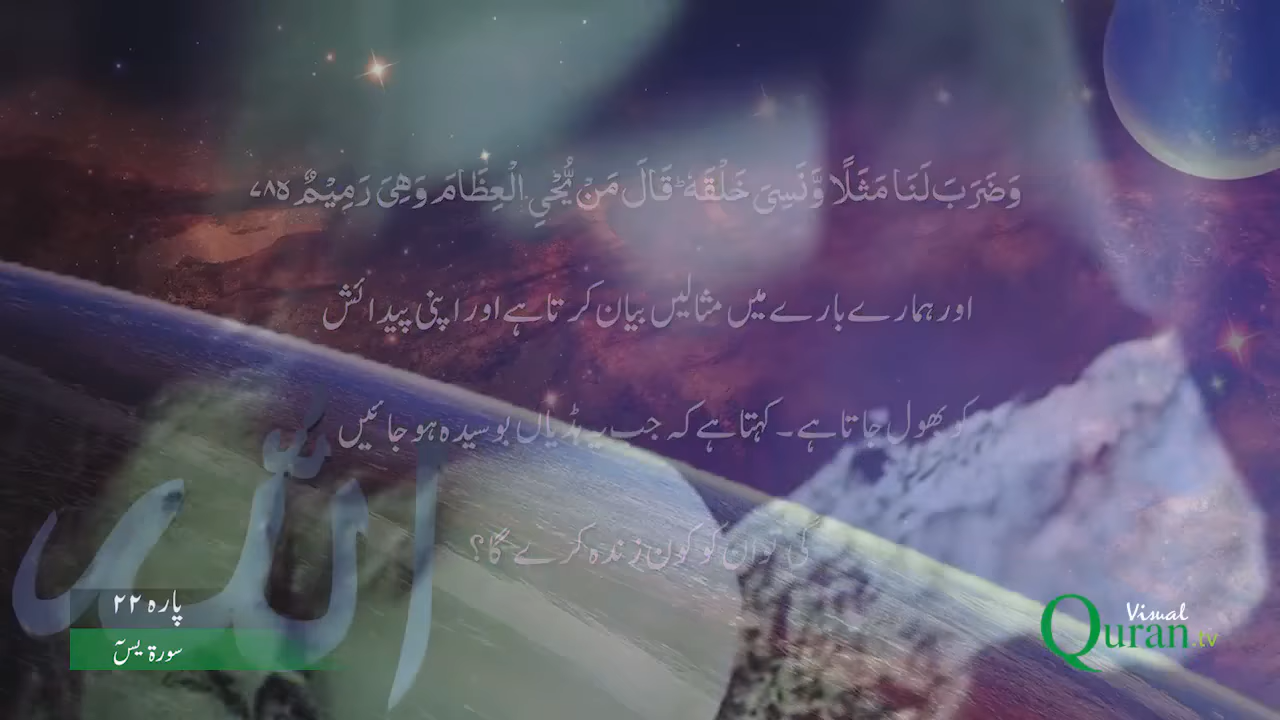 وَضَرَبَ لَنَا مَثَلًا وَّنَسِیَ خَلْقَهٗ ؕ قَالَ مَنْ یُّحْیِ الْعِظَامَ وَهِیَ رَمِیْمٌ ﴿۷۸﴾
اور ہمارے بارے میں مثالیں بیان کرتا ہے اور اپنی پیدائش
کو بھول جاتا ہے۔ کہتا ہے کہ جب یہ ہڈیاں بوسیدہ ہو جائیں
گی تو ان کو کون زندہ کرے گا؟
الله
پارہ ۲۲
سورۃ یٰسٓ
Visual
Quran.tv